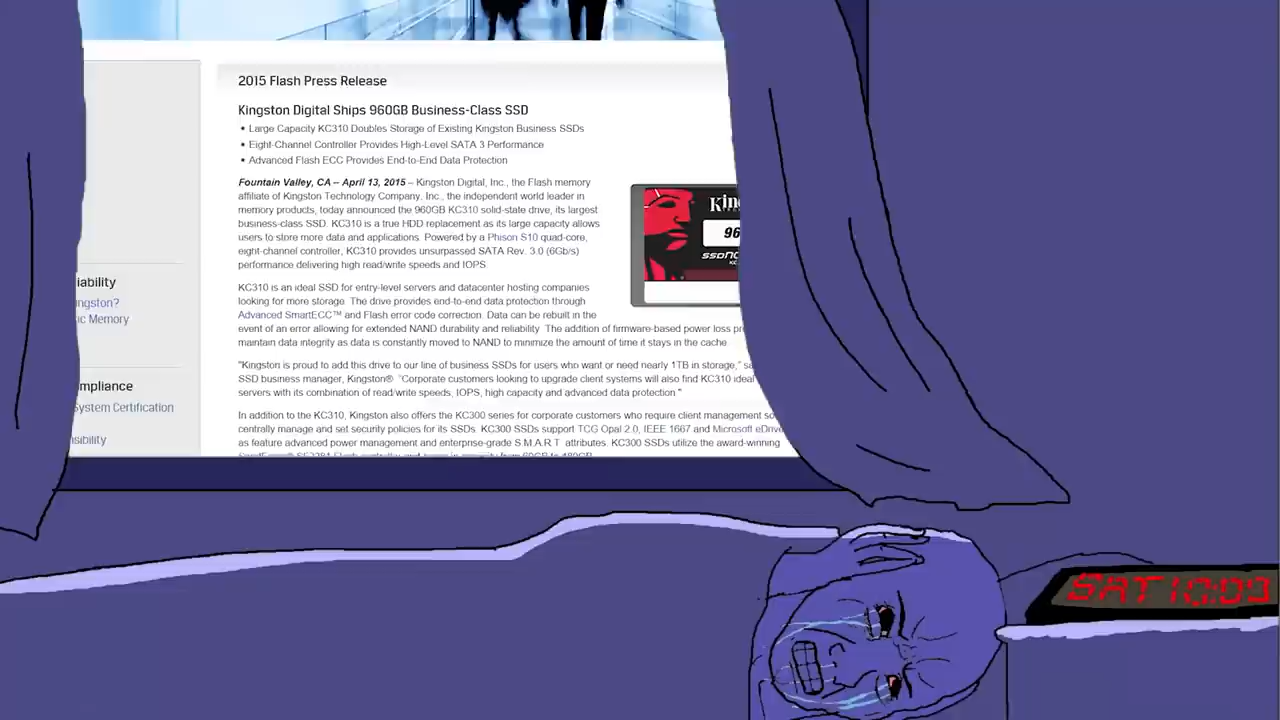 2015 Flash Press Release
Kingston Digital Ships 960GB Business-Class SSD
• Large Capacity KC310 Doubles Storage of Existing Kingston Business SSDs
• Eight-Channel Controller Provides High-Level SATA 3 Performance
• Advanced Flash ECC Provides End-to-End Data Protection
Fountain Valley, CA -- April 13, 2015 – Kingston Digital, Inc., the Flash memory
affiliate of Kingston Technology Company, Inc., the independent world leader in
memory products, today announced the 960GB KC310 solid-state drive, its largest
business-class SSD. KC310 is a true HDD replacement as its large capacity allows
users to store more data and applications. Powered by a Phison S10 quad-core,
eight-channel controller, KC310 provides unsurpassed SATA Rev. 3.0 (6Gb/s)
performance delivering high read/write speeds and IOPS.
KC310 is an ideal SSD for entry-level servers and datacenter hosting companies
looking for more storage. The drive provides end-to-end data protection through
Advanced SmartECC™ and Flash error code correction. Data can be rebuilt in the
event of an error allowing for extended NAND durability and reliability. The addition of firmware-based power loss pr
maintain data integrity as data is constantly moved to NAND to minimize the amount of time it stays in the cache.
"Kingston is proud to add this drive to our line of business SSDs for users who want or need nearly 1TB in storage," sa
SSD business manager, Kingston®. "Corporate customers looking to upgrade client systems will also find KC310 ideal
servers with its combination of read/write speeds, IOPS, high capacity and advanced data protection."
In addition to the KC310, Kingston also offers the KC300 series for corporate customers who require client management so
centrally manage and set security policies for its SSDs. KC300 SSDs support TCG Opal 2.0, IEEE 1667 and Microsoft eDrive
as feature advanced power management and enterprise-grade S.M.A.R.T. attributes. KC300 SSDs utilize the award-winning
iability
ingston?
ic Memory
mpliance
System Certification
nsibility
King
96
SSDNO
KC
SAT 10:03